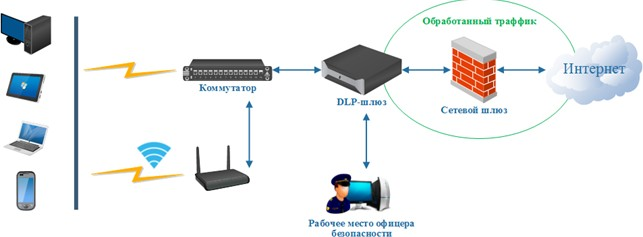 Обработанный траффик
Интернет
Коммутатор
DLP-шлюз
Сетевой шлюз
Рабочее место офицера
безопасности